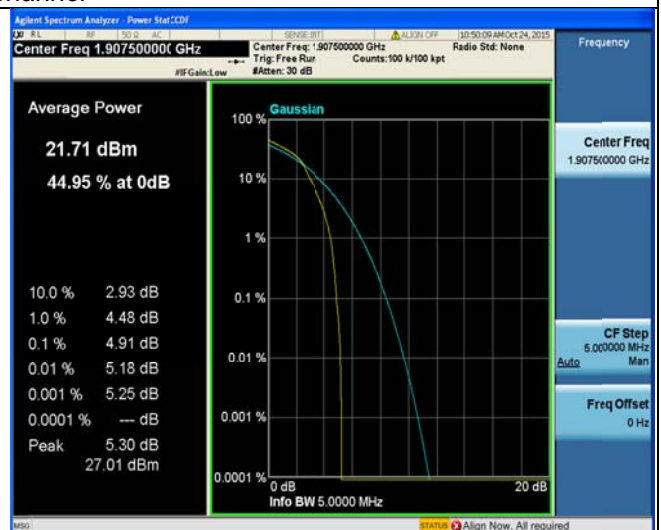 Agilent Spectrum Analyzer - Power Stat CCDF
RL RF 50 Ω AC SENSE:INT ALIGN OFF 10:50:09 AM Oct 24, 2015
Center Freq 1.907500000 GHz
Center Freq: 1.907500000 GHz Radio Std: None
Trig: Free Run Counts:100 k/100 kpt
#IFGain:Low #Atten: 30 dB
Frequency
Average Power
21.71 dBm
44.95 % at 0dB
10.0 % 2.93 dB
1.0 % 4.48 dB
0.1 % 4.91 dB
0.01 % 5.18 dB
0.001 % 5.25 dB
0.0001 % --- dB
Peak 5.30 dB
27.01 dBm
Gaussian
100 %
10 %
1 %
0.1 %
0.01 %
0.001 %
0.0001 %
0 dB 20 dB
Info BW 5.0000 MHz
Center Freq
1.907500000 GHz
CF Step
5.000000 MHz
Auto Man
Freq Offset
0 Hz
MSG STATUS Align Now, All required